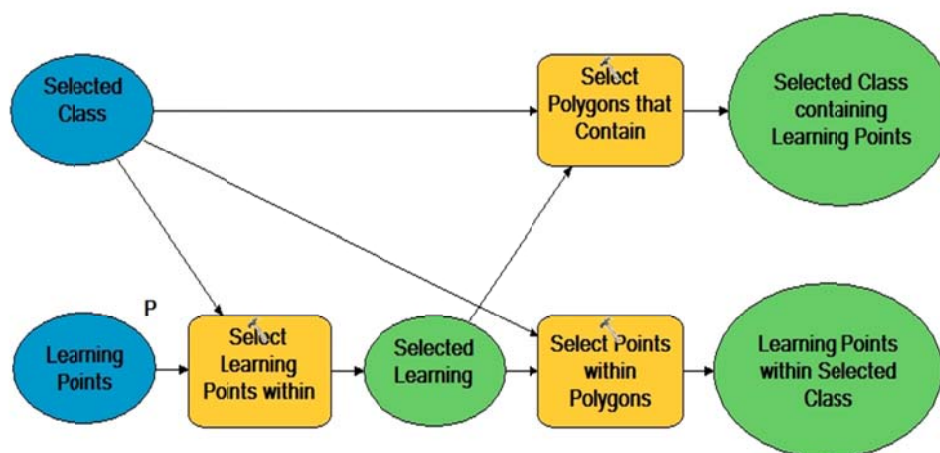 Selected
Class
Select
Polygons that
Contain
Selected Class
containing
Learning Points
P
Learning
Points
Select
Learning
Points within
Selected
Learning
Select Points
within
Polygons
Learning Points
within Selected
Class